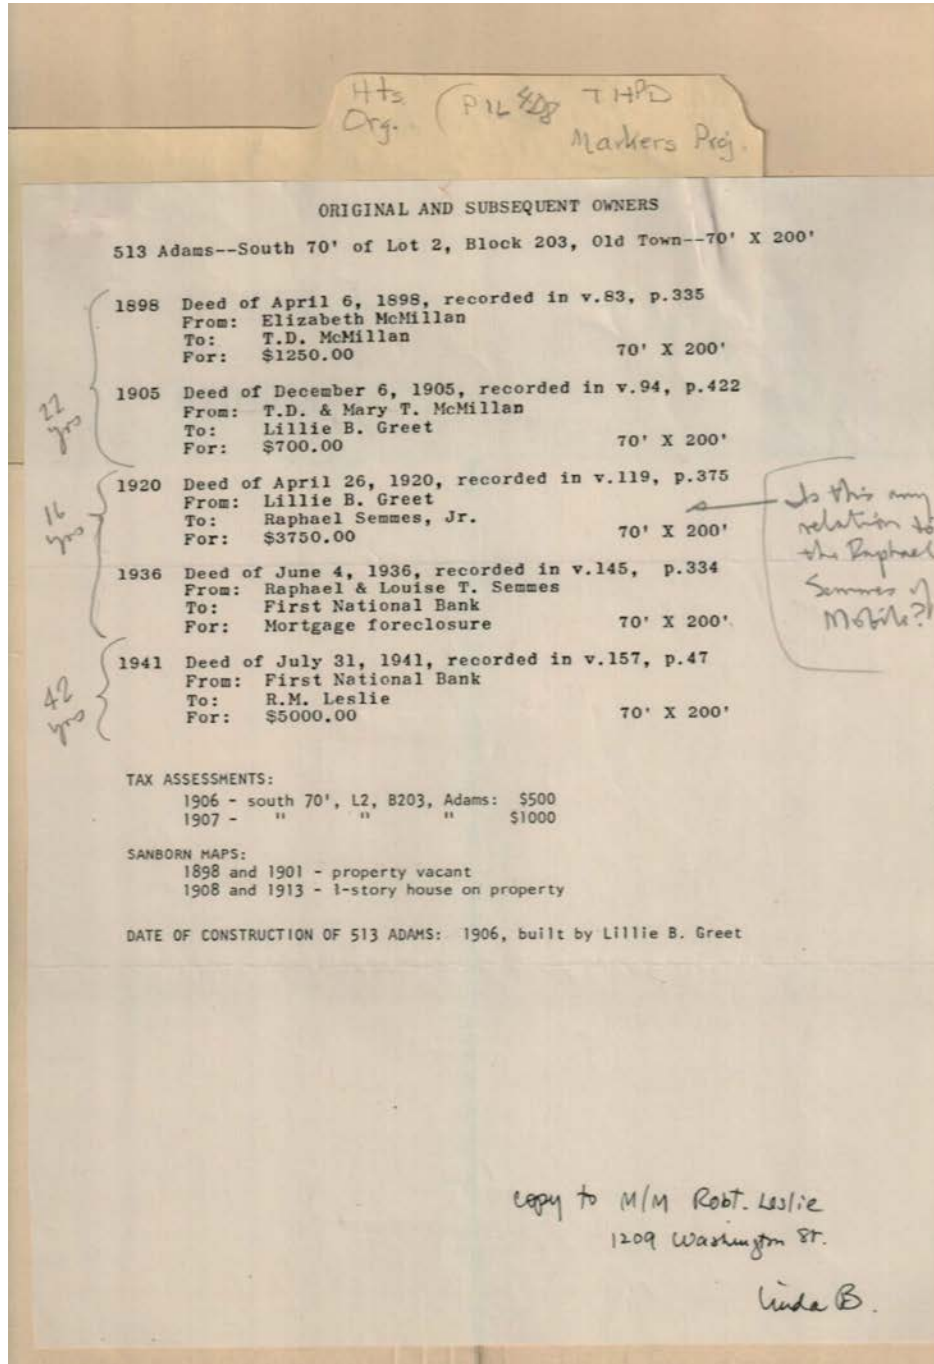 Hts. Org. (PIL 4Dg THPD
Markers Proj.
ORIGINAL AND SUBSEQUENT OWNERS
513 Adams--South 70' of Lot 2, Block 203, Old Town--70' X 200'
1898 Deed of April 6, 1898, recorded in v.83, p.335
From: Elizabeth McMillan
To: T.D. McMillan
For: $1250.00 70' X 200'
22 yrs
1905 Deed of December 6, 1905, recorded in v.94, p.422
From: T.D. & Mary T. McMillan
To: Lillie B. Greet
For: $700.00 70' X 200'
16 yrs
1920 Deed of April 26, 1920, recorded in v.119, p.375
From: Lillie B. Greet
To: Raphael Semmes, Jr.
For: $3750.00 70' X 200'
Is this any
relation to
the Raphael
Semmes of
Mobile?
1936 Deed of June 4, 1936, recorded in v.145, p.334
From: Raphael & Louise T. Semmes
To: First National Bank
For: Mortgage foreclosure 70' X 200'
42 yrs
1941 Deed of July 31, 1941, recorded in v.157, p.47
From: First National Bank
To: R.M. Leslie
For: $5000.00 70' X 200'
TAX ASSESSMENTS:
1906 - south 70', L2, B203, Adams: $500
1907 - " " " $1000
SANBORN MAPS:
1898 and 1901 - property vacant
1908 and 1913 - 1-story house on property
DATE OF CONSTRUCTION OF 513 ADAMS: 1906, built by Lillie B. Greet
copy to M/M Robt. Leslie
1209 Washington St.
Linda B.